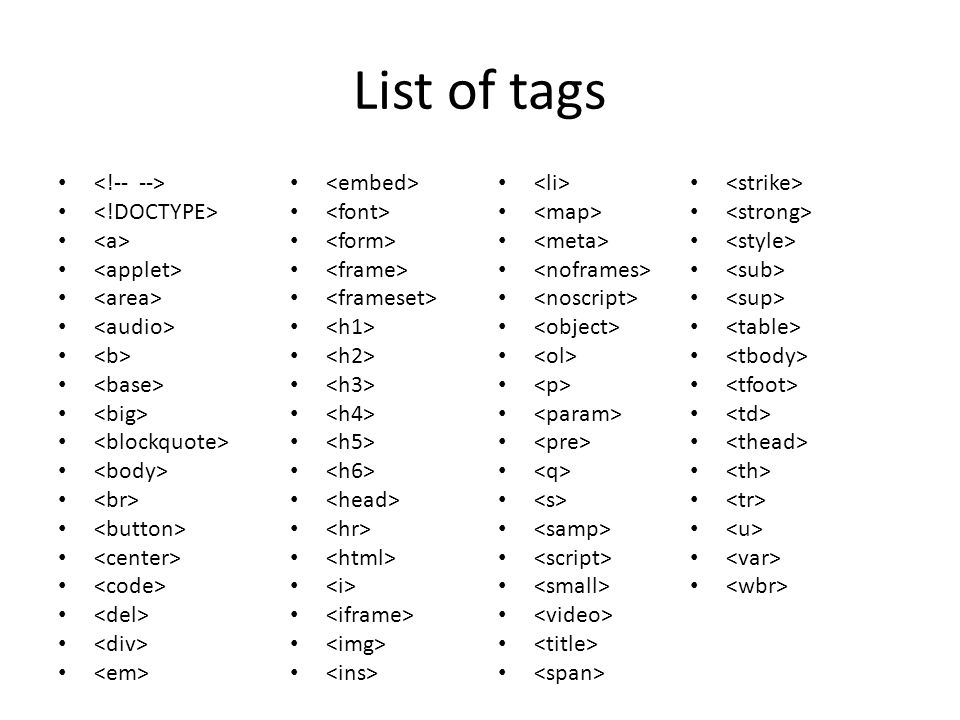 List of tags
• <!-- -->
• <!DOCTYPE>
• <a>
• <applet>
• <area>
• <audio>
• <b>
• <base>
• <big>
• <blockquote>
• <body>
• <br>
• <button>
• <center>
• <code>
• <del>
• <div>
• <em>
• <embed>
• <font>
• <form>
• <frame>
• <frameset>
• <h1>
• <h2>
• <h3>
• <h4>
• <h5>
• <h6>
• <head>
• <hr>
• <html>
• <i>
• <iframe>
• <img>
• <ins>
• <li>
• <map>
• <meta>
• <noframes>
• <noscript>
• <object>
• <ol>
• <p>
• <param>
• <pre>
• <q>
• <s>
• <samp>
• <script>
• <small>
• <video>
• <title>
• <span>
• <strike>
• <strong>
• <style>
• <sub>
• <sup>
• <table>
• <tbody>
• <tfoot>
• <td>
• <thead>
• <th>
• <tr>
• <u>
• <var>
• <wbr>